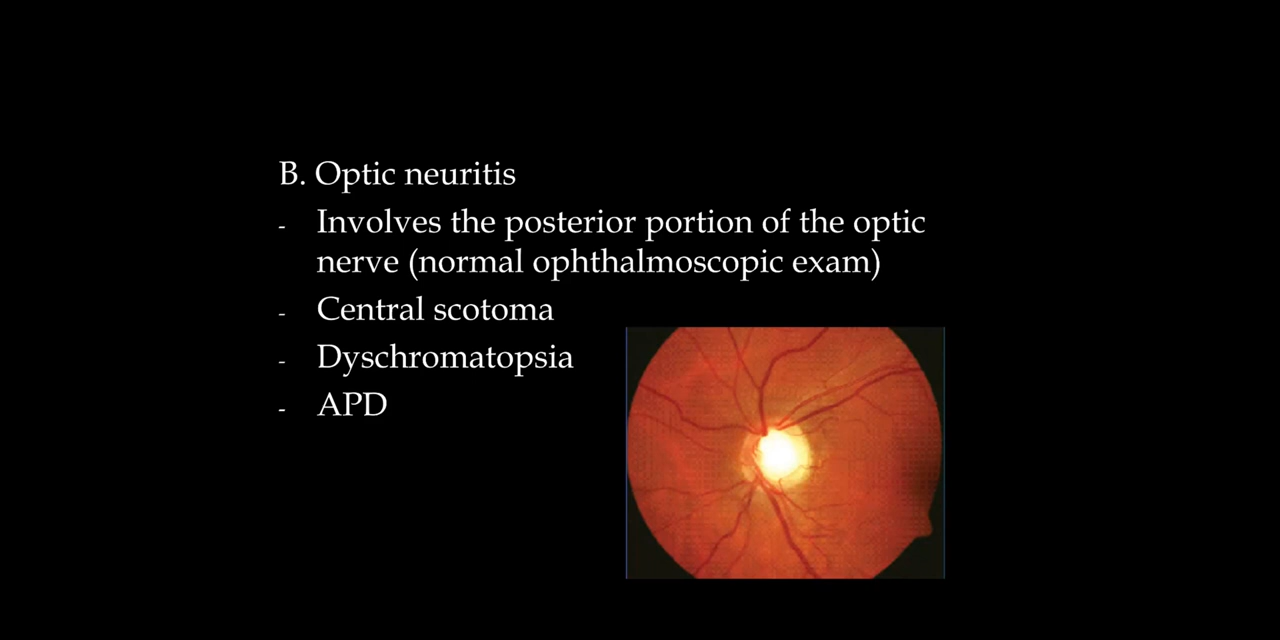 B. Optic neuritis
- Involves the posterior portion of the optic
nerve (normal ophthalmoscopic exam)
- Central scotoma
- Dyschromatopsia
- APD